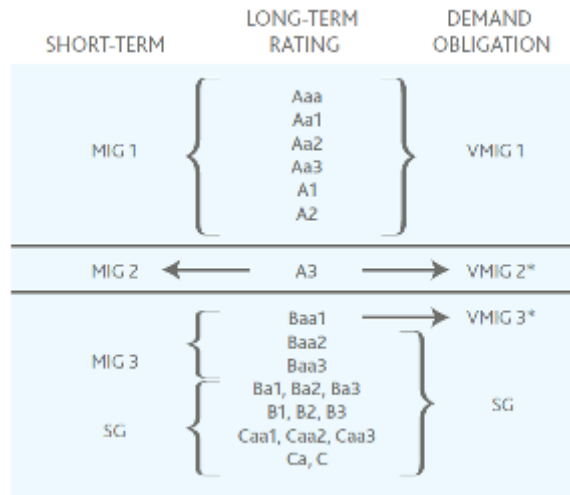 SHORT-TERM
LONG-TERM
RATING
DEMAND
OBLIGATION
MIG 1
Aaa
Aa1
Aa2
Aa3
A1
A2
VMIG 1
MIG 2
A3
VMIG 2*
Baa1
VMIG 3*
MIG 3
Baa2
Baa3
SG
Ba1, Ba2, Ba3
B1, B2, B3
Caa1, Caa2, Caa3
Ca, C
SG